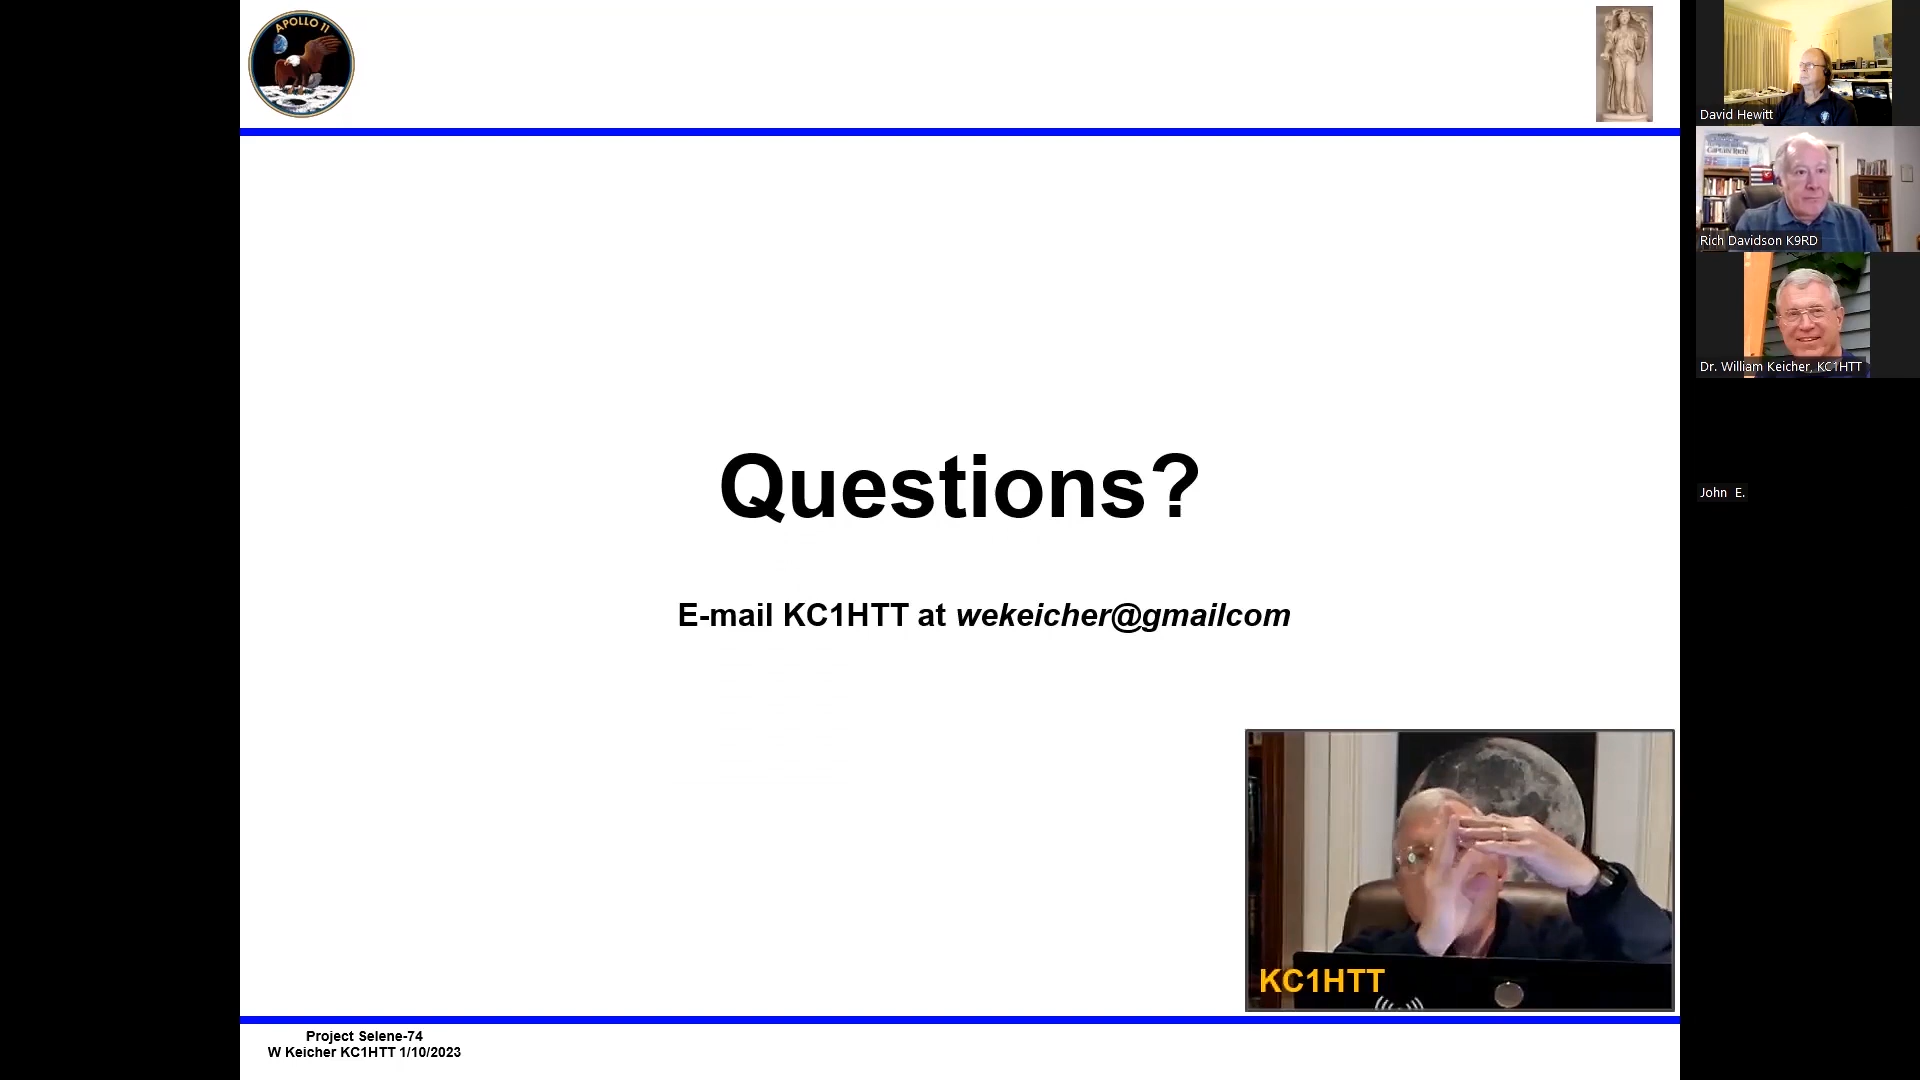 APOLLO 11
Questions?
E-mail KC1HTT at wekeicher@gmailcom
KC1HTT
Project Selene-74
W Keicher KC1HTT 1/10/2023
David Hewitt
Rich Davidson K9RD
Dr. William Keicher, KC1HTT
John E.